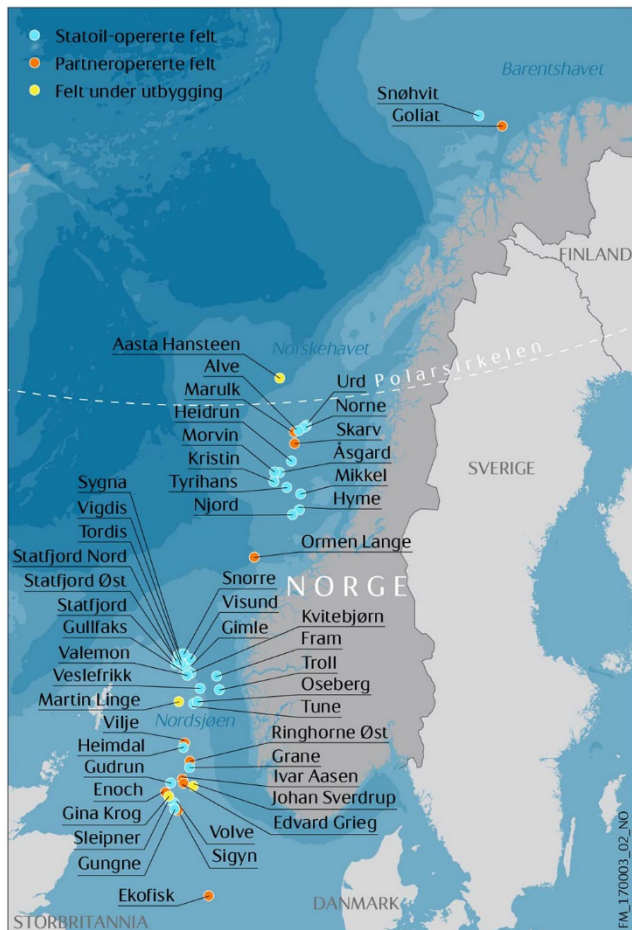 Statoil-opererte felt
Partneropererte felt
Felt under utbygging
Barentshavet
Snøhvit
Goliat
FINLAND
Norskehavet
Aasta Hansteen
Polarsirkelen
Alve
Urd
Marulk
Norne
Heidrun
Skarv
Morvin
Åsgard
Kristin
Mikkel
SVERIGE
Tyrihans
Hyme
Sygna
Njord
Vigdis
Tordis
Ormen Lange
Statfjord Nord
Snorre
NORGE
Statfjord Øst
Visund
Kvitebjørn
Statfjord
Gimle
Fram
Gullfaks
Troll
Valemon
Oseberg
Veslefrikk
Tune
Martin Linge
Nordsjøen
Vilje
Ringhorne Øst
Heimdal
Grane
Gudrun
Ivar Aasen
Enoch
Johan Sverdrup
Gina Krog
Edvard Grieg
Sleipner
Volve
Gungne
Sigyn
Ekofisk
DANMARK
STORBRITANNIA
FM_170003_02_NO